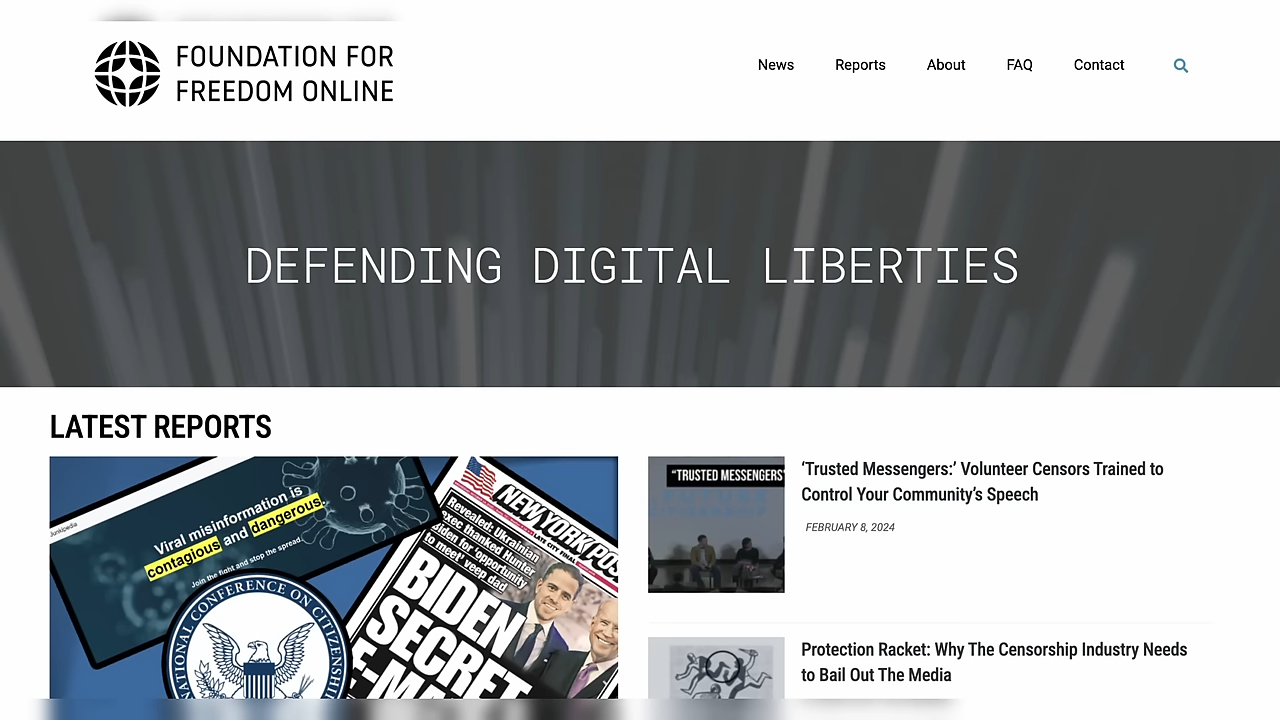 FOUNDATION FOR
FREEDOM ONLINE
News
Reports
About
FAQ
Contact
DEFENDING DIGITAL LIBERTIES
LATEST REPORTS
Junkipedia
Viral misinformation is
contagious and dangerous.
Join the fight and stop the spread.
NATIONAL CONFERENCE ON CITIZENSHIP
NEW YORK POS
LATE CITY FINAL
Revealed: Ukrainian
exec thanked Hunter
Biden for 'opportunity
to meet' veep dad
BIDEN
SECRET
E-MA
"TRUSTED MESSENGERS"
‘Trusted Messengers:’ Volunteer Censors Trained to
Control Your Community’s Speech
FEBRUARY 8, 2024
Protection Racket: Why The Censorship Industry Needs
to Bail Out The Media